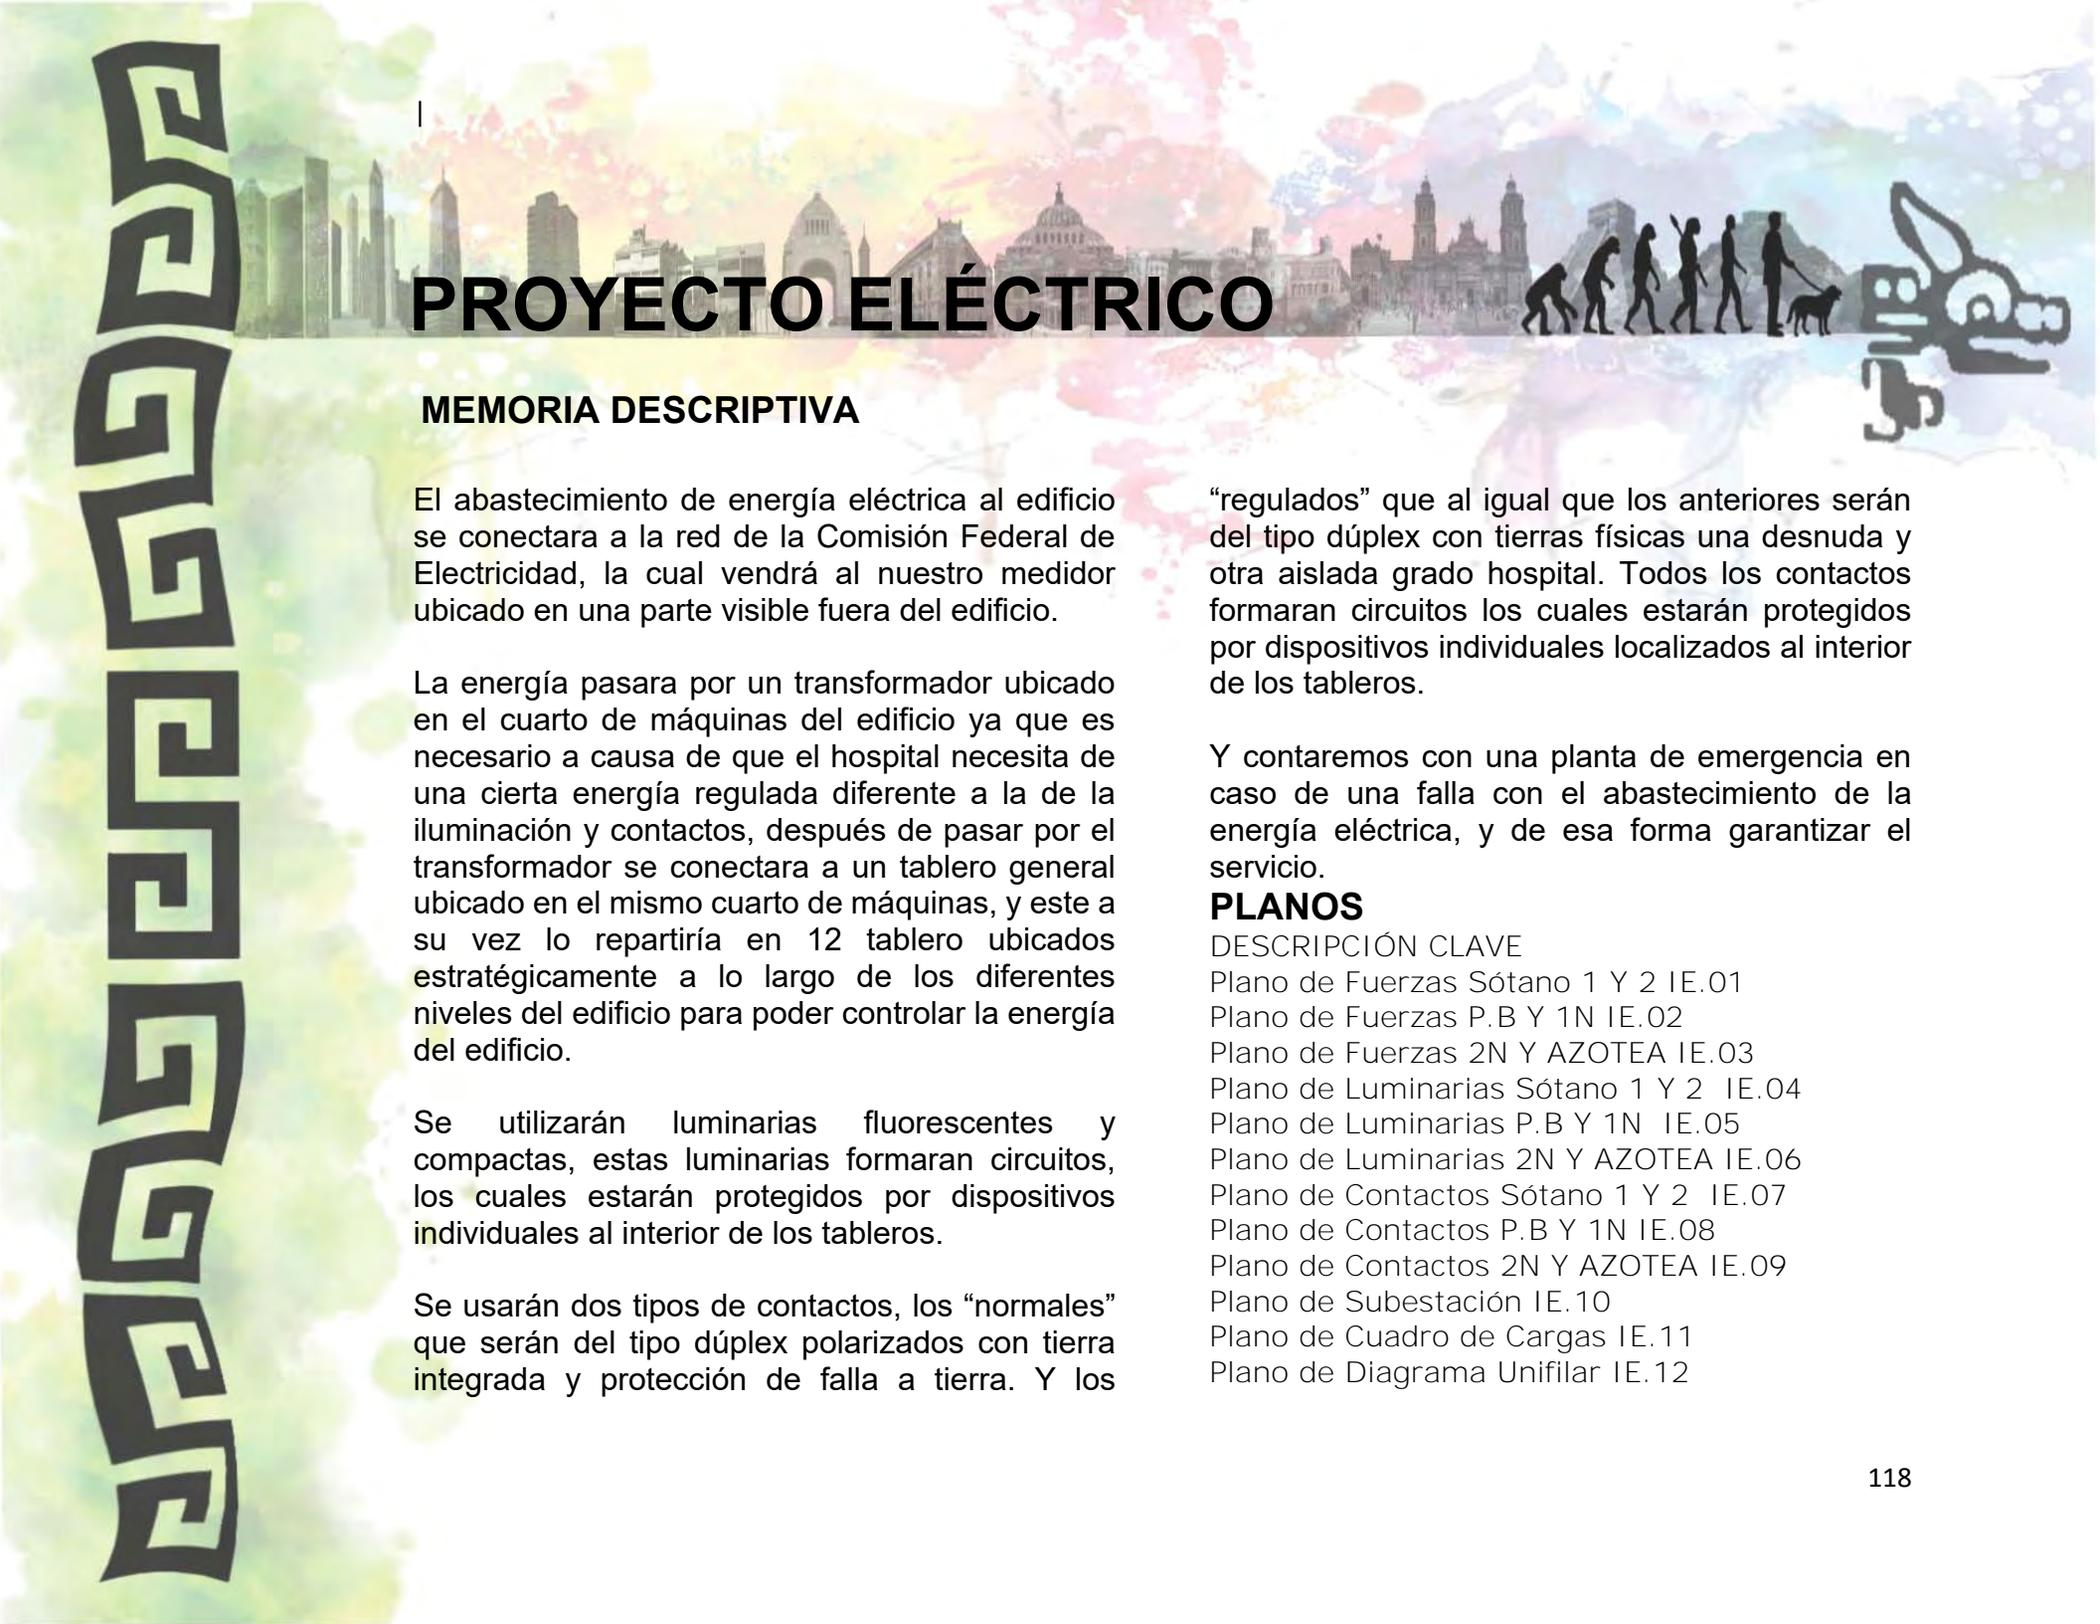 |
PROYECTO ELÉCTRICO
MEMORIA DESCRIPTIVA
El abastecimiento de energía eléctrica al edificio
se conectara a la red de la Comisión Federal de
Electricidad, la cual vendrá al nuestro medidor
ubicado en una parte visible fuera del edificio.
La energía pasara por un transformador ubicado
en el cuarto de máquinas del edificio ya que es
necesario a causa de que el hospital necesita de
una cierta energía regulada diferente a la de la
iluminación y contactos, después de pasar por el
transformador se conectara a un tablero general
ubicado en el mismo cuarto de máquinas, y este a
su vez lo repartiría en 12 tablero ubicados
estratégicamente a lo largo de los diferentes
niveles del edificio para poder controlar la energía
del edificio.
Se utilizarán luminarias fluorescentes y
compactas, estas luminarias formaran circuitos,
los cuales estarán protegidos por dispositivos
individuales al interior de los tableros.
Se usarán dos tipos de contactos, los “normales”
que serán del tipo dúplex polarizados con tierra
integrada y protección de falla a tierra. Y los
“regulados” que al igual que los anteriores serán
del tipo dúplex con tierras físicas una desnuda y
otra aislada grado hospital. Todos los contactos
formaran circuitos los cuales estarán protegidos
por dispositivos individuales localizados al interior
de los tableros.
Y contaremos con una planta de emergencia en
caso de una falla con el abastecimiento de la
energía eléctrica, y de esa forma garantizar el
servicio.
PLANOS
DESCRIPCIÓN CLAVE
Plano de Fuerzas Sótano 1 Y 2 IE.01
Plano de Fuerzas P.B Y 1N IE.02
Plano de Fuerzas 2N Y AZOTEA IE.03
Plano de Luminarias Sótano 1 Y 2 IE.04
Plano de Luminarias P.B Y 1N IE.05
Plano de Luminarias 2N Y AZOTEA IE.06
Plano de Contactos Sótano 1 Y 2 IE.07
Plano de Contactos P.B Y 1N IE.08
Plano de Contactos 2N Y AZOTEA IE.09
Plano de Subestación IE.10
Plano de Cuadro de Cargas IE.11
Plano de Diagrama Unifilar IE.12
118